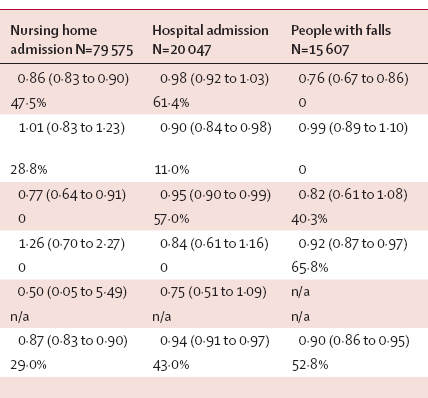 Nursing home Hospital admission People with falls
admission N=79 575 N=20 047 N=15 607
0·86 (0·83 to 0·90) 0·98 (0·92 to 1·03) 0·76 (0·67 to 0·86)
47·5% 61·4% 0
1·01 (0·83 to 1·23) 0·90 (0·84 to 0·98) 0·99 (0·89 to 1·10)
28·8% 11·0% 0
0·77 (0·64 to 0·91) 0·95 (0·90 to 0·99) 0·82 (0·61 to 1·08)
0 57·0% 40·3%
1·26 (0·70 to 2·27) 0·84 (0·61 to 1·16) 0·92 (0·87 to 0·97)
0 0 65·8%
0·50 (0·05 to 5·49) 0·75 (0·51 to 1·09) n/a
n/a n/a n/a
0·87 (0·83 to 0·90) 0·94 (0·91 to 0·97) 0·90 (0·86 to 0·95)
29·0% 43·0% 52·8%